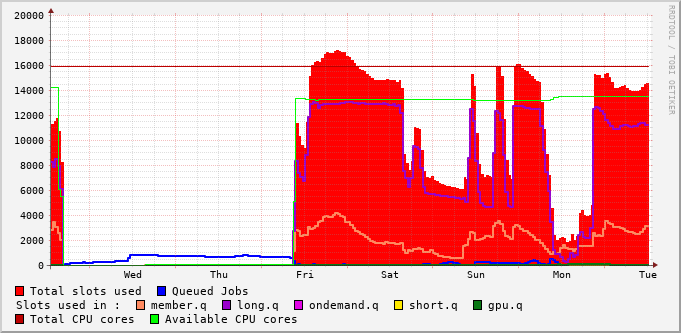 20000
18000
16000
14000
12000
10000
8000
6000
4000
2000
0
Wed Thu Fri Sat Sun Mon Tue
Total slots used Queued Jobs
Slots used in : member.q long.q ondemand.q short.q gpu.q
Total CPU cores Available CPU cores
RRDTOOL / TOBI OETIKER